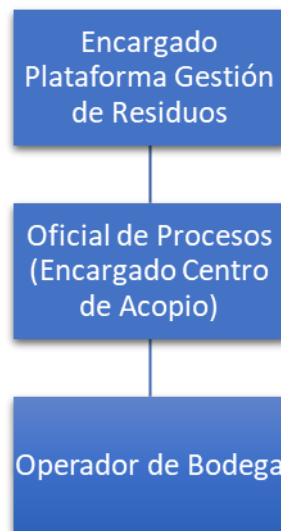 Encargado
Plataforma Gestión
de Residuos
Oficial de Procesos
(Encargado Centro
de Acopio)
Operador de Bodega